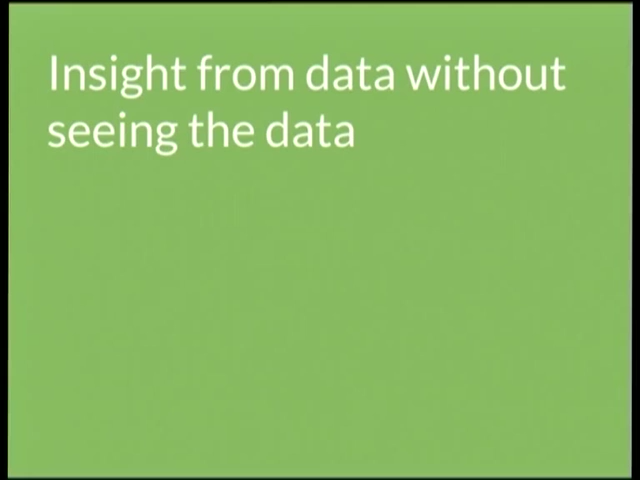 Insight from data without
seeing the data